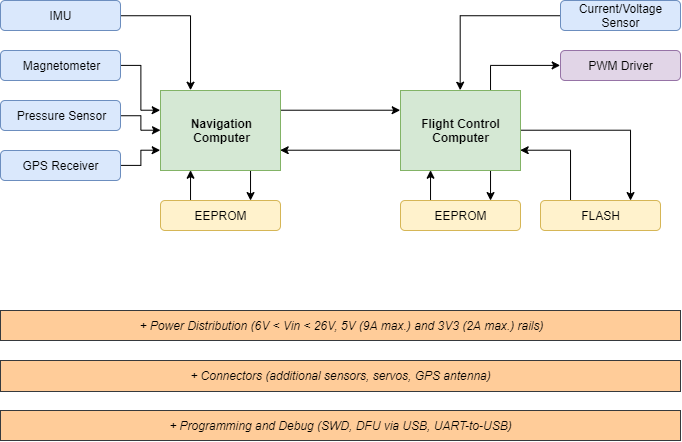 IMU
Current/Voltage
Sensor
Magnetometer
PWM Driver
Pressure Sensor
Navigation
Computer
Flight Control
Computer
GPS Receiver
EEPROM
EEPROM
FLASH
+ Power Distribution (6V < Vin < 26V, 5V (9A max.) and 3V3 (2A max.) rails)
+ Connectors (additional sensors, servos, GPS antenna)
+ Programming and Debug (SWD, DFU via USB, UART-to-USB)